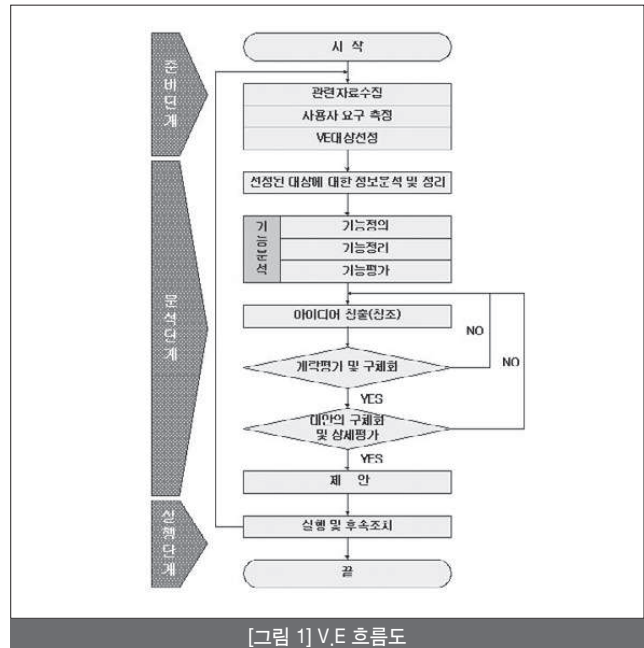 준비단계
시 작
관련자료수집
사용사 요구 측정
VE대상선정
선정된 대상에 대한 정보분석 및 정리
분석단계
기능분석
기능정의
기능정리
기능평가
아이디어 창출(창조)
NO
NO
개략평가 및 구체화
YES
대안의 구체화
및 상세평가
YES
제 안
실행단계
실행 및 후속조치
끝
[그림 1] V.E 흐름도